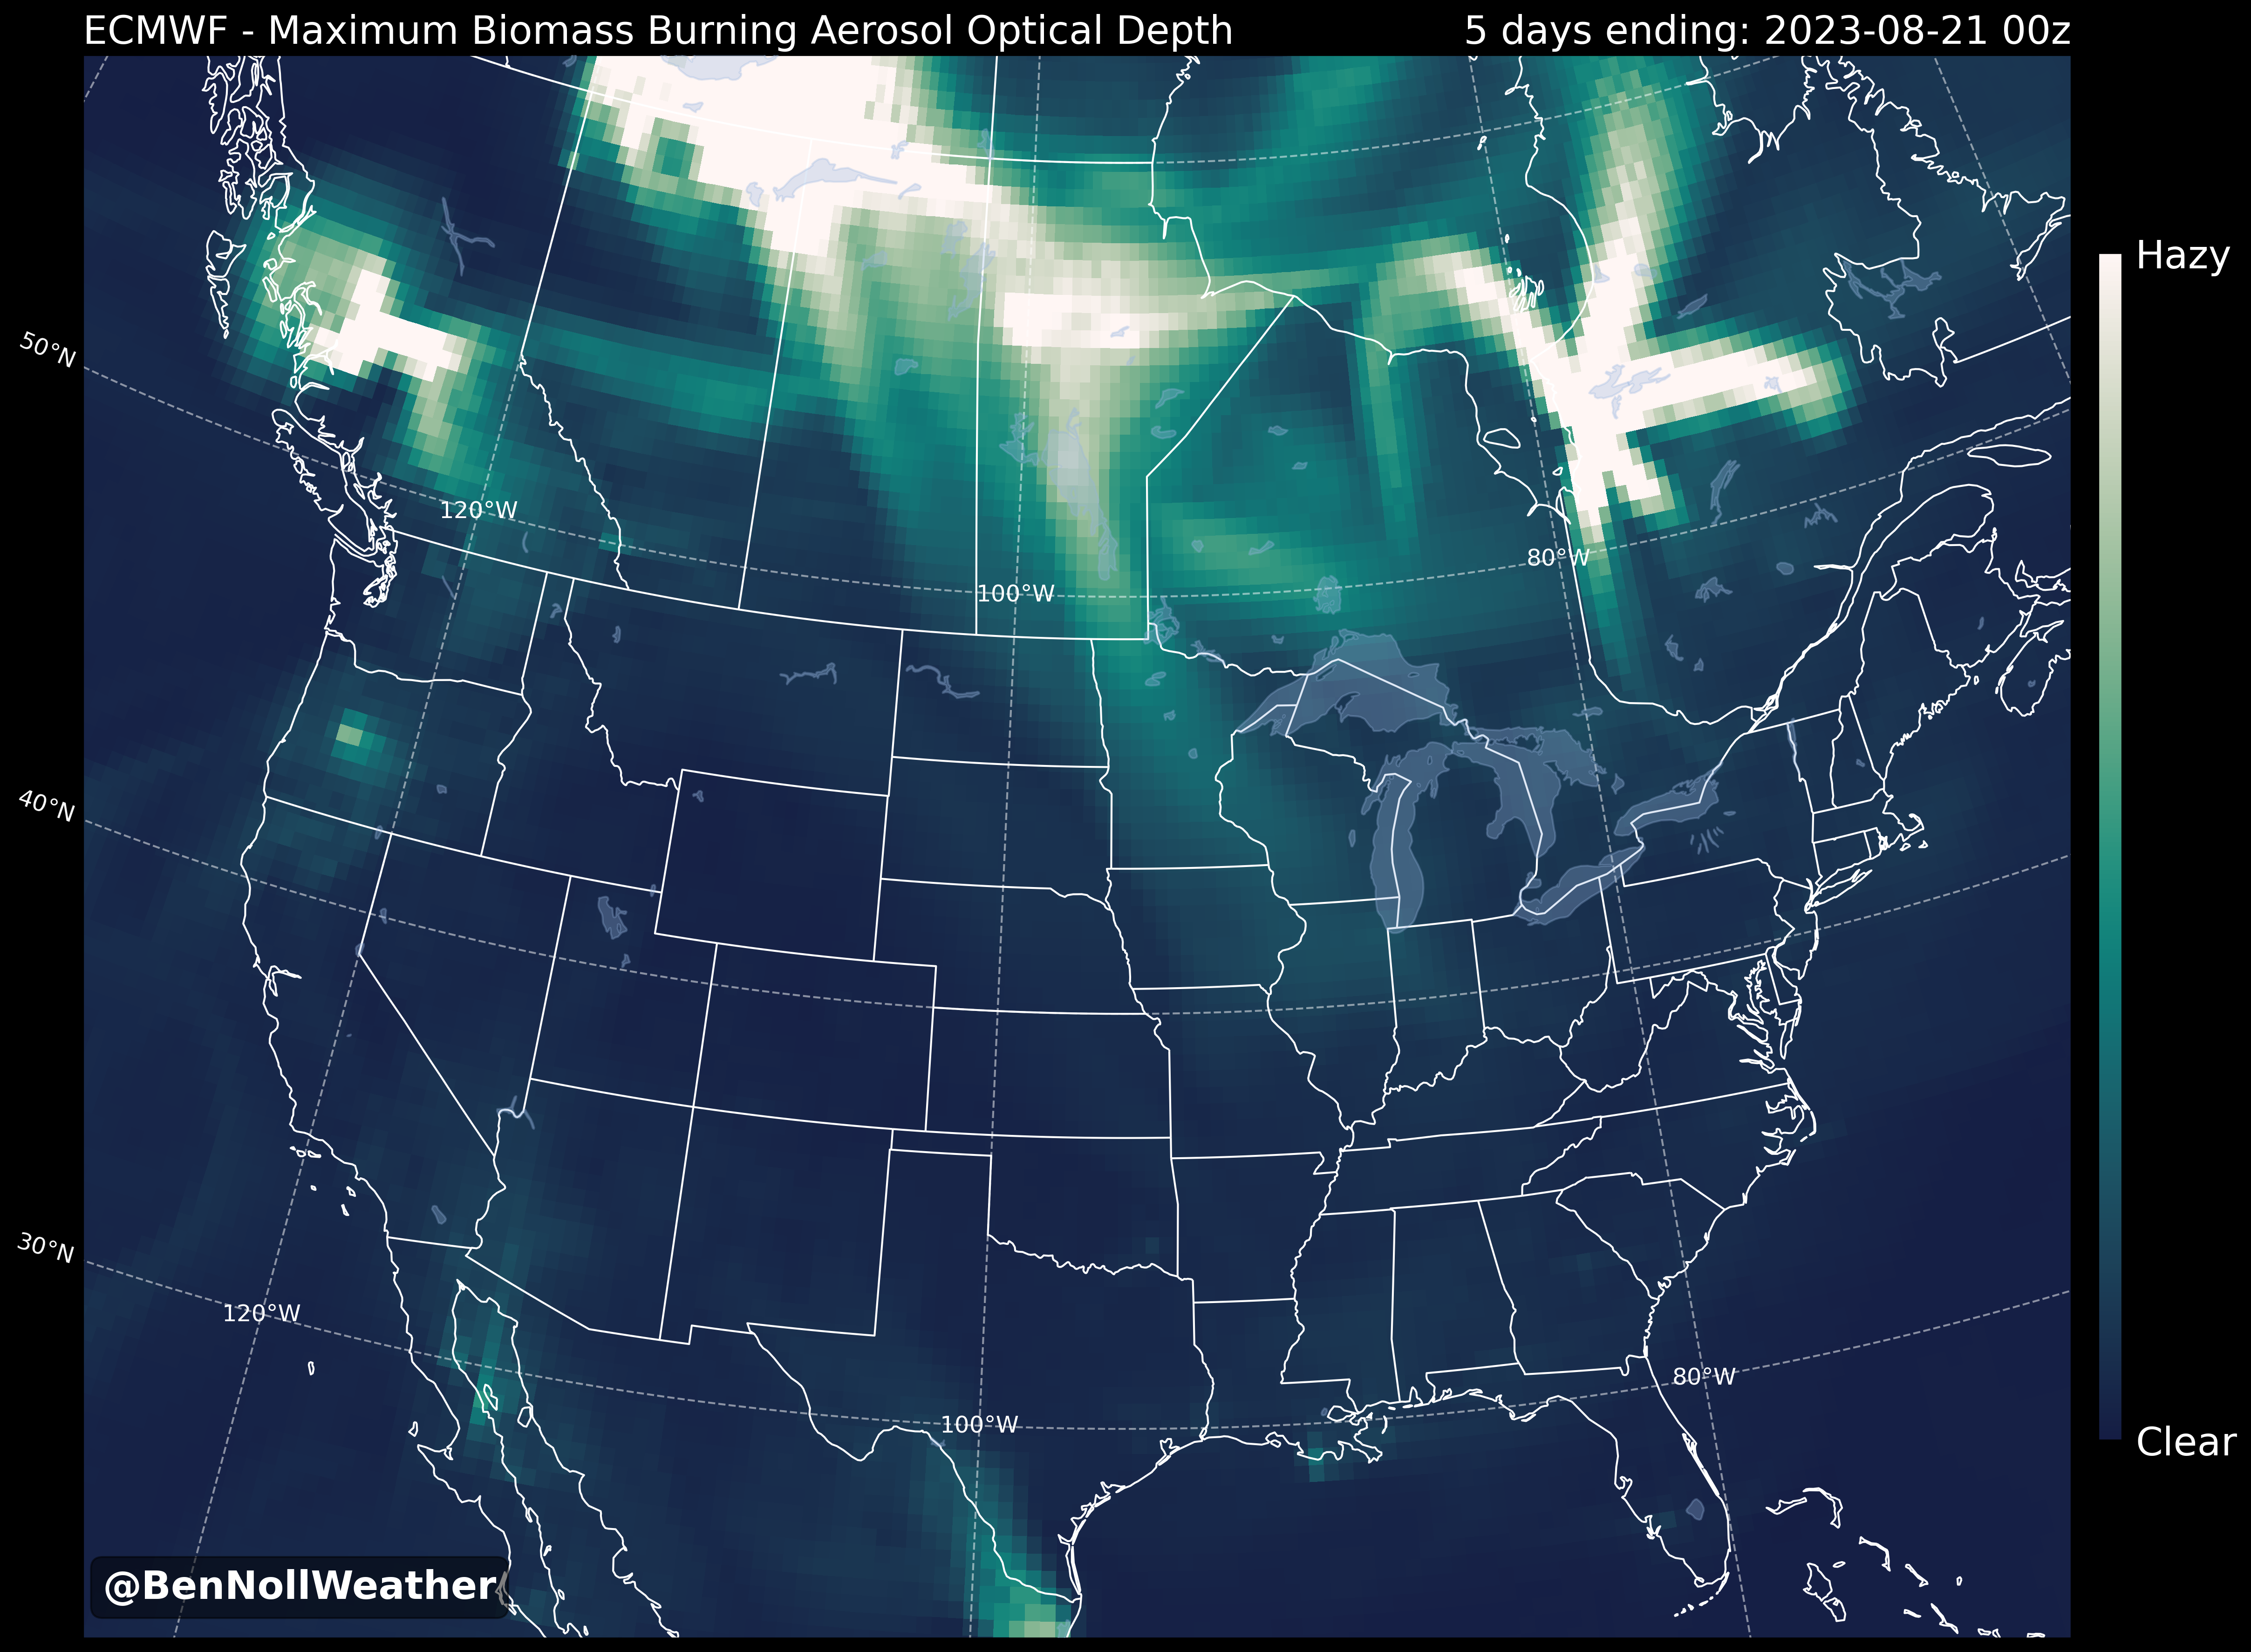 ECMWF - Maximum Biomass Burning Aerosol Optical Depth
5 days ending: 2023-08-21 00z
Hazy
50°N
120°W
80°W
100°W
40°N
30°N
120°W
80°W
100°W
Clear
@BenNollWeather